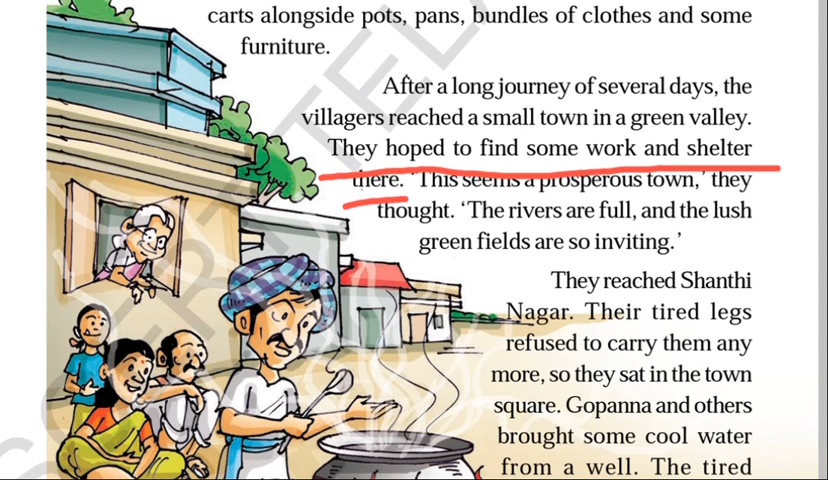 carts alongside pots, pans, bundles of clothes and some
furniture.
After a long journey of several days, the
villagers reached a small town in a green valley.
They hoped to find some work and shelter
there. ‘This seems a prosperous town,’ they
thought. ‘The rivers are full, and the lush
green fields are so inviting.’
They reached Shanthi
Nagar. Their tired legs
refused to carry them any
more, so they sat in the town
square. Gopanna and others
brought some cool water
from a well. The tired